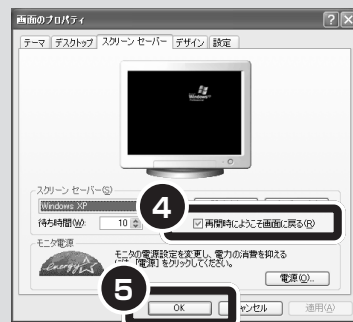 画面のプロパティ
テーマ デスクトップ スクリーン セーバー デザイン 設定
Windows
スクリーン セーバー(S)
Windows XP
4
待ち時間(W): 10 再開時にようこそ画面に戻る(R)
モニタ電源
モニタの電源設定を変更し、電力の消費を抑える
には、[電源] をクリックしてください。
energy
電源(O)...
5
OK ャンセル 適用(A)